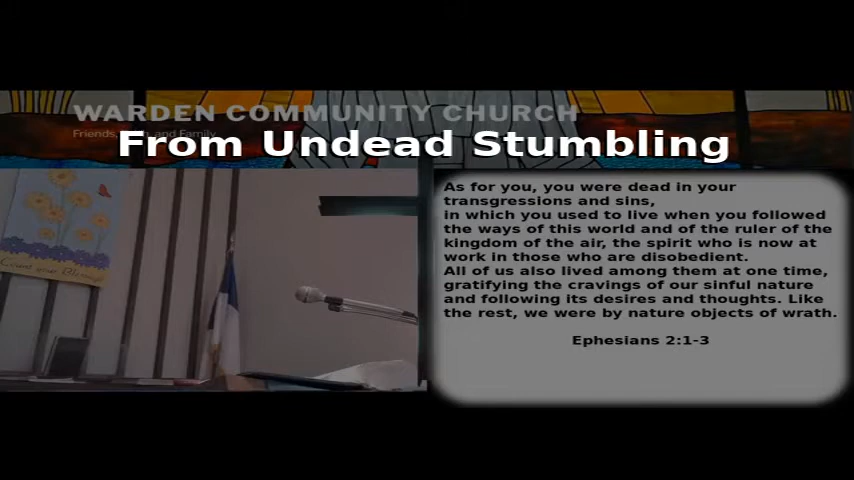 WARDEN COMMUNITY CHURCH
Friends, and Family
From Undead Stumbling
As for you, you were dead in your
transgressions and sins,
in which you used to live when you followed
the ways of this world and of the ruler of the
kingdom of the air, the spirit who is now at
work in those who are disobedient.
All of us also lived among them at one time,
gratifying the cravings of our sinful nature
and following its desires and thoughts. Like
the rest, we were by nature objects of wrath.
Ephesians 2:1-3
Count your Blessings